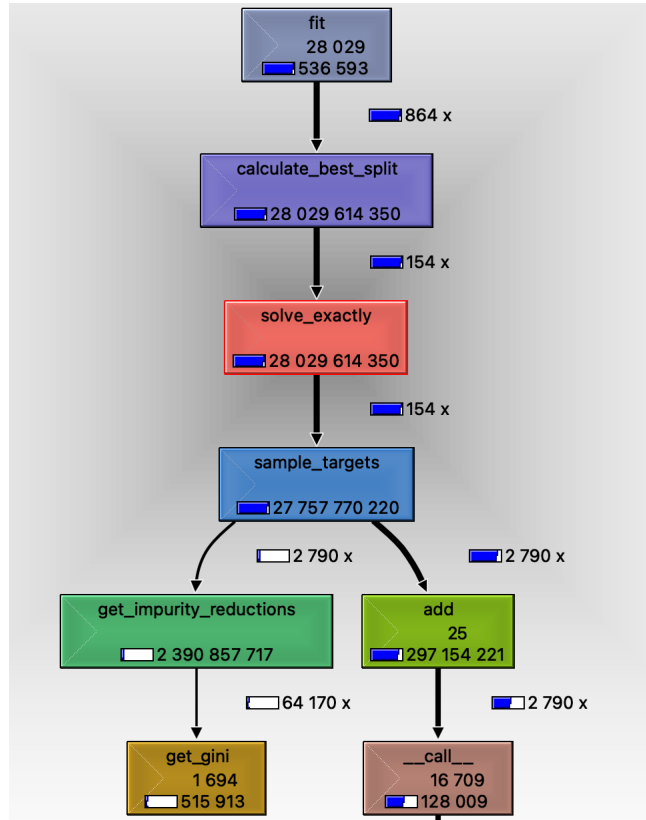 fit
28 029
536 593
864 x
calculate_best_split
28 029 614 350
154 x
solve_exactly
28 029 614 350
154 x
sample_targets
27 757 770 220
2 790 x
2 790 x
get_impurity_reductions
2 390 857 717
add
25
297 154 221
64 170 x
2 790 x
get_gini
1 694
515 913
__call__
16 709
128 009